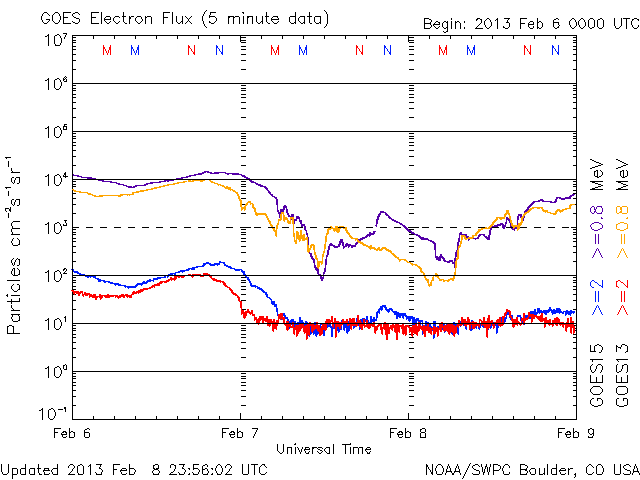 GOES Electron Flux (5 minute data)
Begin: 2013 Feb 6 0000 UTC
M M N N M M N N M M N N
10^7
10^6
10^5
10^4
10^3
10^2
10^1
10^0
10^-1
Particles cm^-2s^-1sr^-1
Feb 6 Feb 7 Feb 8 Feb 9
Universal Time
GOES15 >=2 >=0.8 MeV
GOES13 >=2 >=0.8 MeV
Updated 2013 Feb 8 23:56:02 UTC
NOAA/SWPC Boulder, CO USA